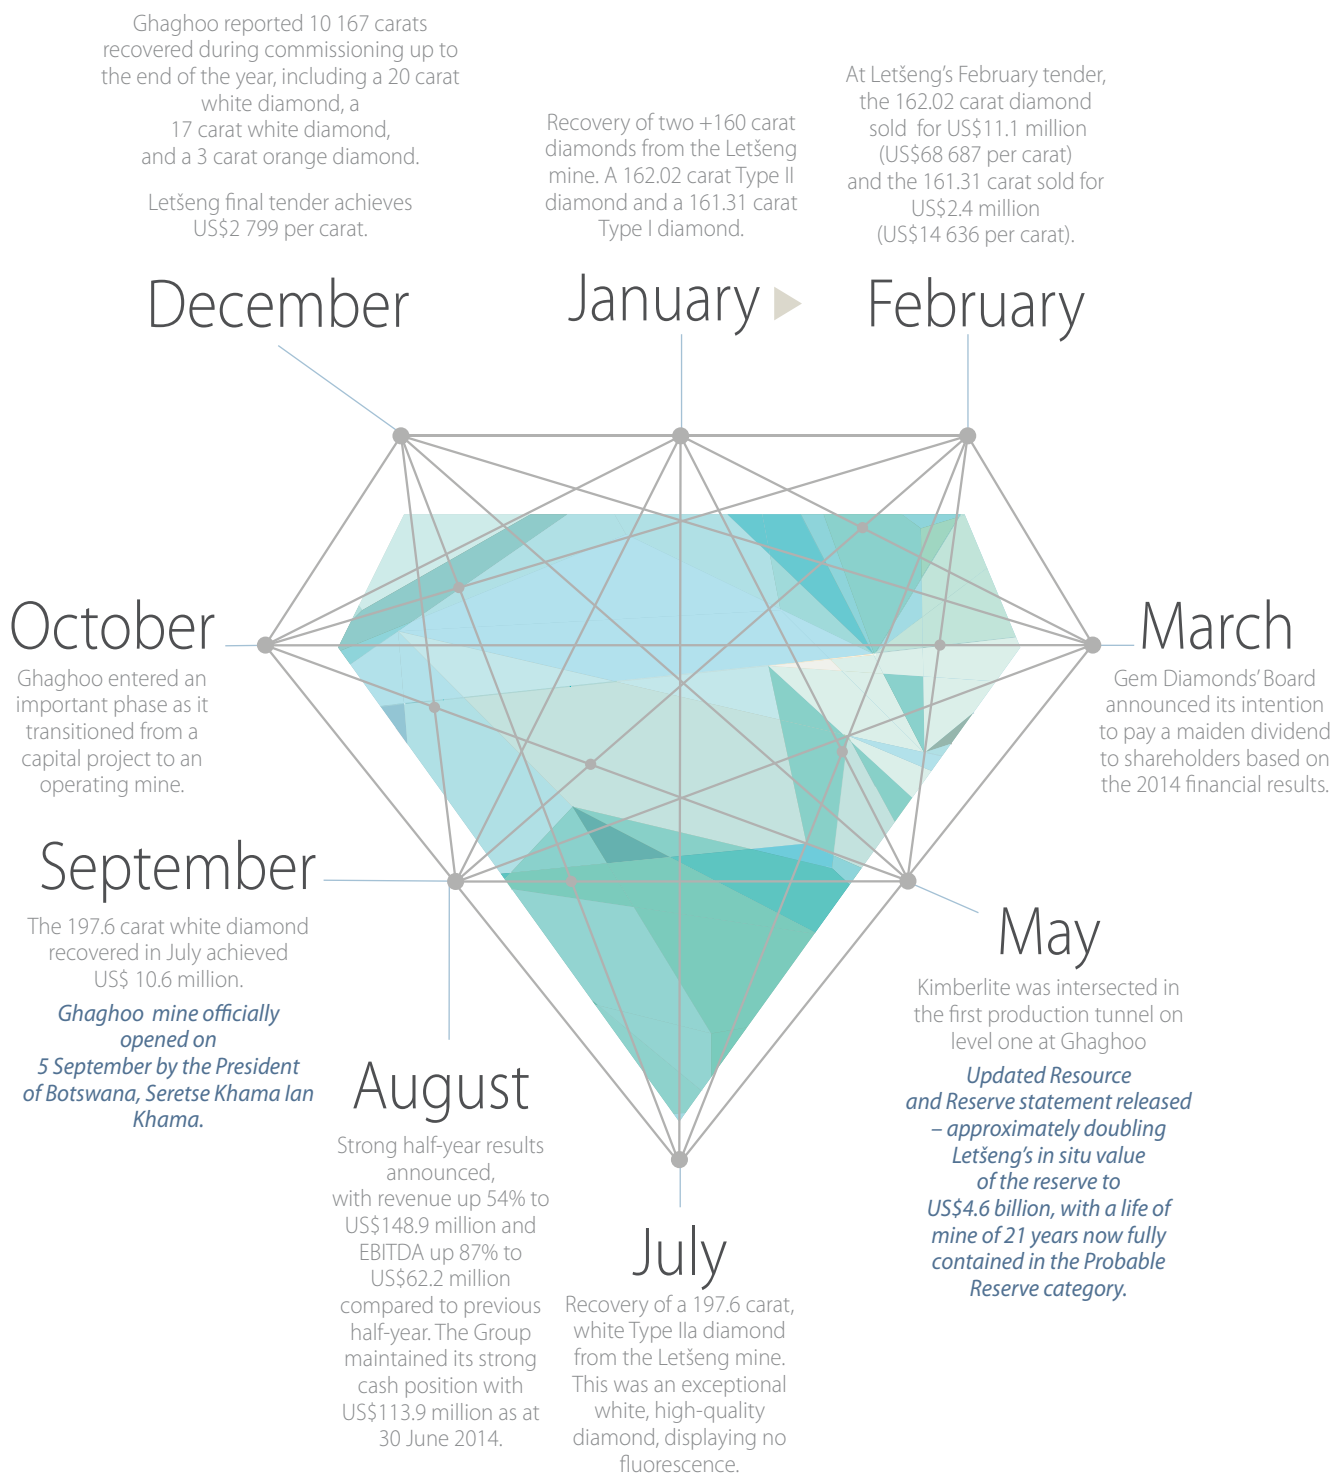 Ghaghoo reported 10 167 carats
recovered during commissioning up to
the end of the year, including a 20 carat
white diamond, a
17 carat white diamond,
and a 3 carat orange diamond.
Letšeng final tender achieves
US$2 799 per carat.
December
Recovery of two +160 carat
diamonds from the Letšeng
mine. A 162.02 carat Type II
diamond and a 161.31 carat
Type I diamond.
January
At Letšeng's February tender,
the 162.02 carat diamond
sold for US$11.1 million
(US$68 687 per carat)
and the 161.31 carat sold for
US$2.4 million
(US$14 636 per carat).
February
March
Gem Diamonds' Board
announced its intention
to pay a maiden dividend
to shareholders based on
the 2014 financial results.
May
Kimberlite was intersected in
the first production tunnel on
level one at Ghaghoo
Updated Resource
and Reserve statement released
– approximately doubling
Letšeng's in situ value
of the reserve to
US$4.6 billion, with a life of
mine of 21 years now fully
contained in the Probable
Reserve category.
July
Recovery of a 197.6 carat,
white Type IIa diamond
from the Letšeng mine.
This was an exceptional
white, high-quality
diamond, displaying no
fluorescence.
August
Strong half-year results
announced,
with revenue up 54% to
US$148.9 million and
EBITDA up 87% to
US$62.2 million
compared to previous
half-year. The Group
maintained its strong
cash position with
US$113.9 million as at
30 June 2014.
September
The 197.6 carat white diamond
recovered in July achieved
US$ 10.6 million.
Ghaghoo mine officially
opened on
5 September by the President
of Botswana, Seretse Khama Ian
Khama.
October
Ghaghoo entered an
important phase as it
transitioned from a
capital project to an
operating mine.